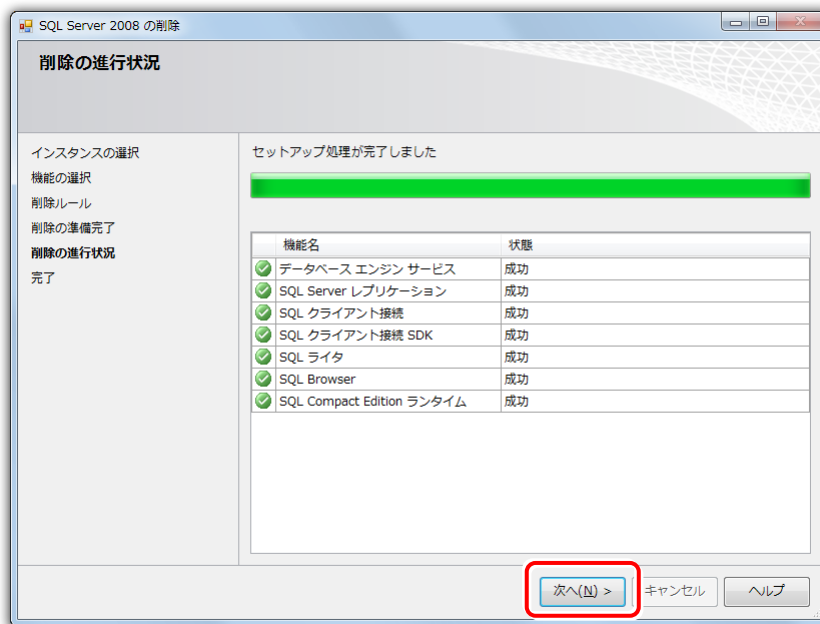 SQL Server 2008 の削除
削除の進行状況
インスタンスの選択
機能の選択
削除ルール
削除の準備完了
削除の進行状況
完了
セットアップ処理が完了しました
機能名 状態
データベース エンジン サービス 成功
SQL Server レプリケーション 成功
SQL クライアント接続 成功
SQL クライアント接続 SDK 成功
SQL ライタ 成功
SQL Browser 成功
SQL Compact Edition ランタイム 成功
次へ(N) > キャンセル ヘルプ